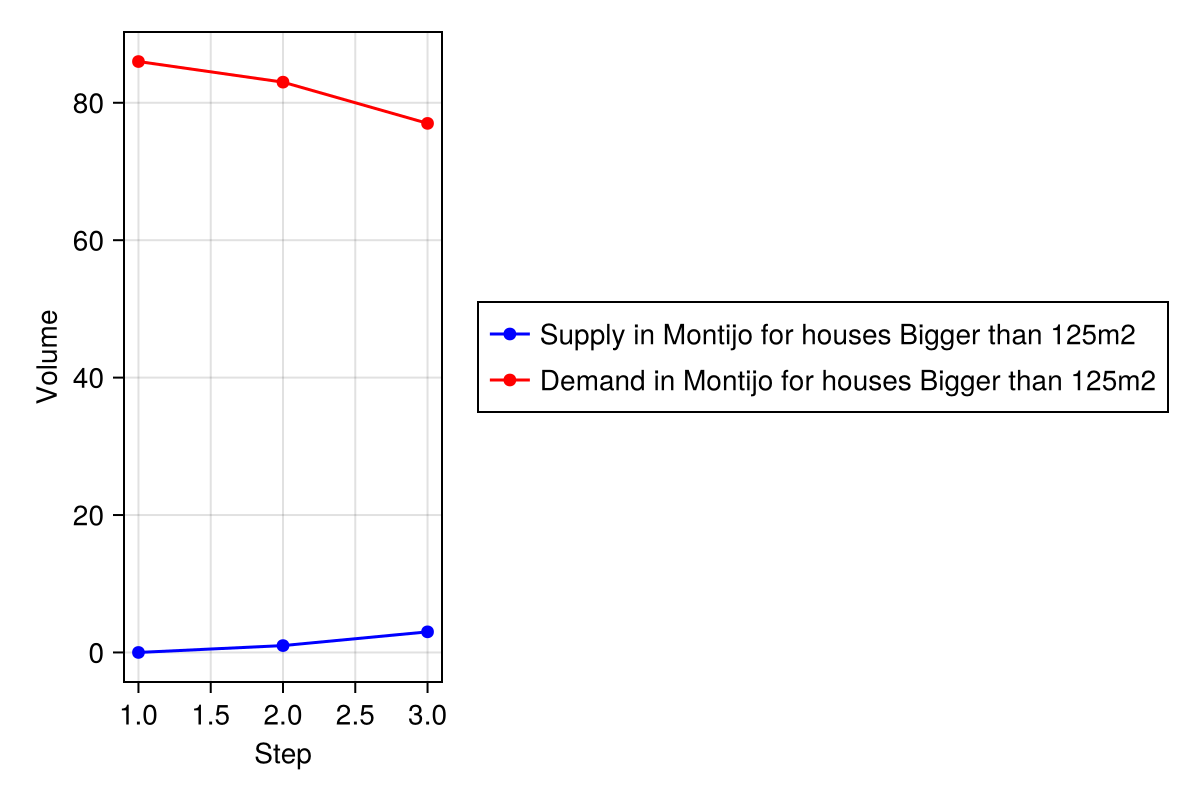 80
60
40
20
0
Volume
1.0 1.5 2.0 2.5 3.0
Step
Supply in Montijo for houses Bigger than 125m2
Demand in Montijo for houses Bigger than 125m2